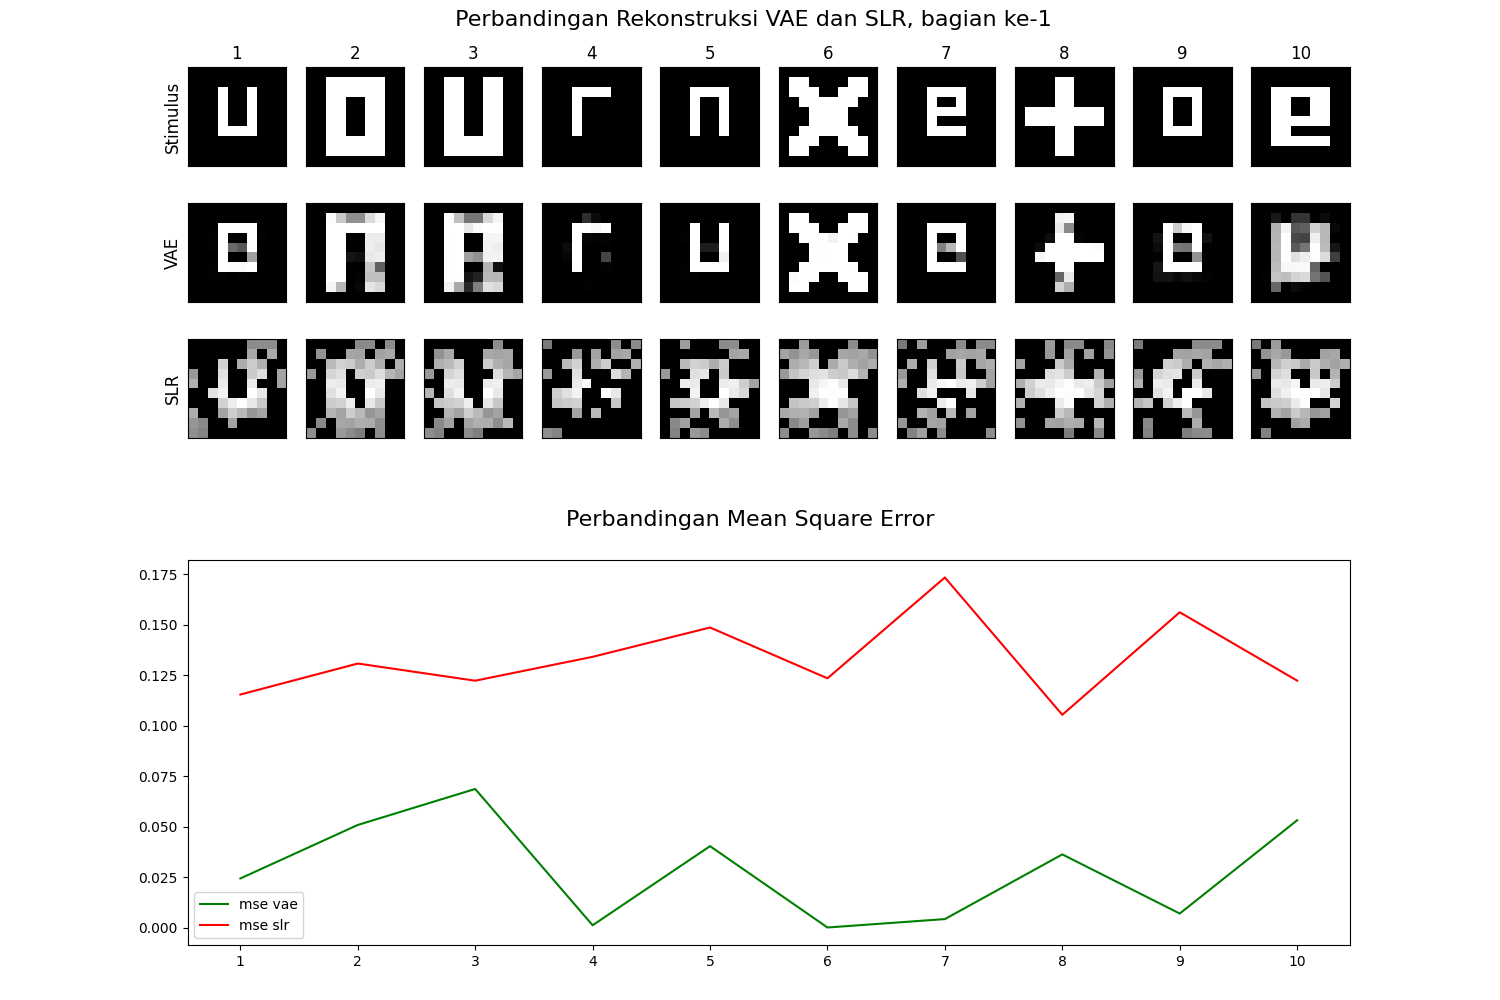 Perbandingan Rekonstruksi VAE dan SLR, bagian ke-1
1 2 3 4 5 6 7 8 9 10
Stimulus
VAE
SLR
Perbandingan Mean Square Error
0.175
0.150
0.125
0.100
0.075
0.050
0.025
0.000
mse vae
mse slr
1 2 3 4 5 6 7 8 9 10